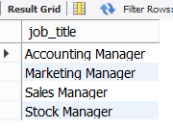 Result Grid Filter Rows:
job_title
Accounting Manager
Marketing Manager
Sales Manager
Stock Manager